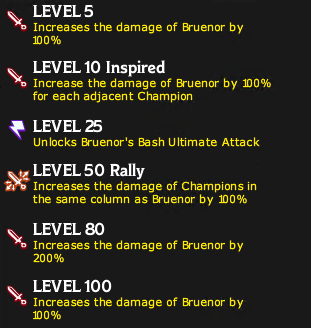 LEVEL 5
Increases the damage of Bruenor by
100%
LEVEL 10 Inspired
Increase the damage of Bruenor by 100%
for each adjacent Champion
LEVEL 25
Unlocks Bruenor's Bash Ultimate Attack
LEVEL 50 Rally
Increases the damage of Champions in
the same column as Bruenor by 100%
LEVEL 80
Increases the damage of Bruenor by
200%
LEVEL 100
Increases the damage of Bruenor by
100%